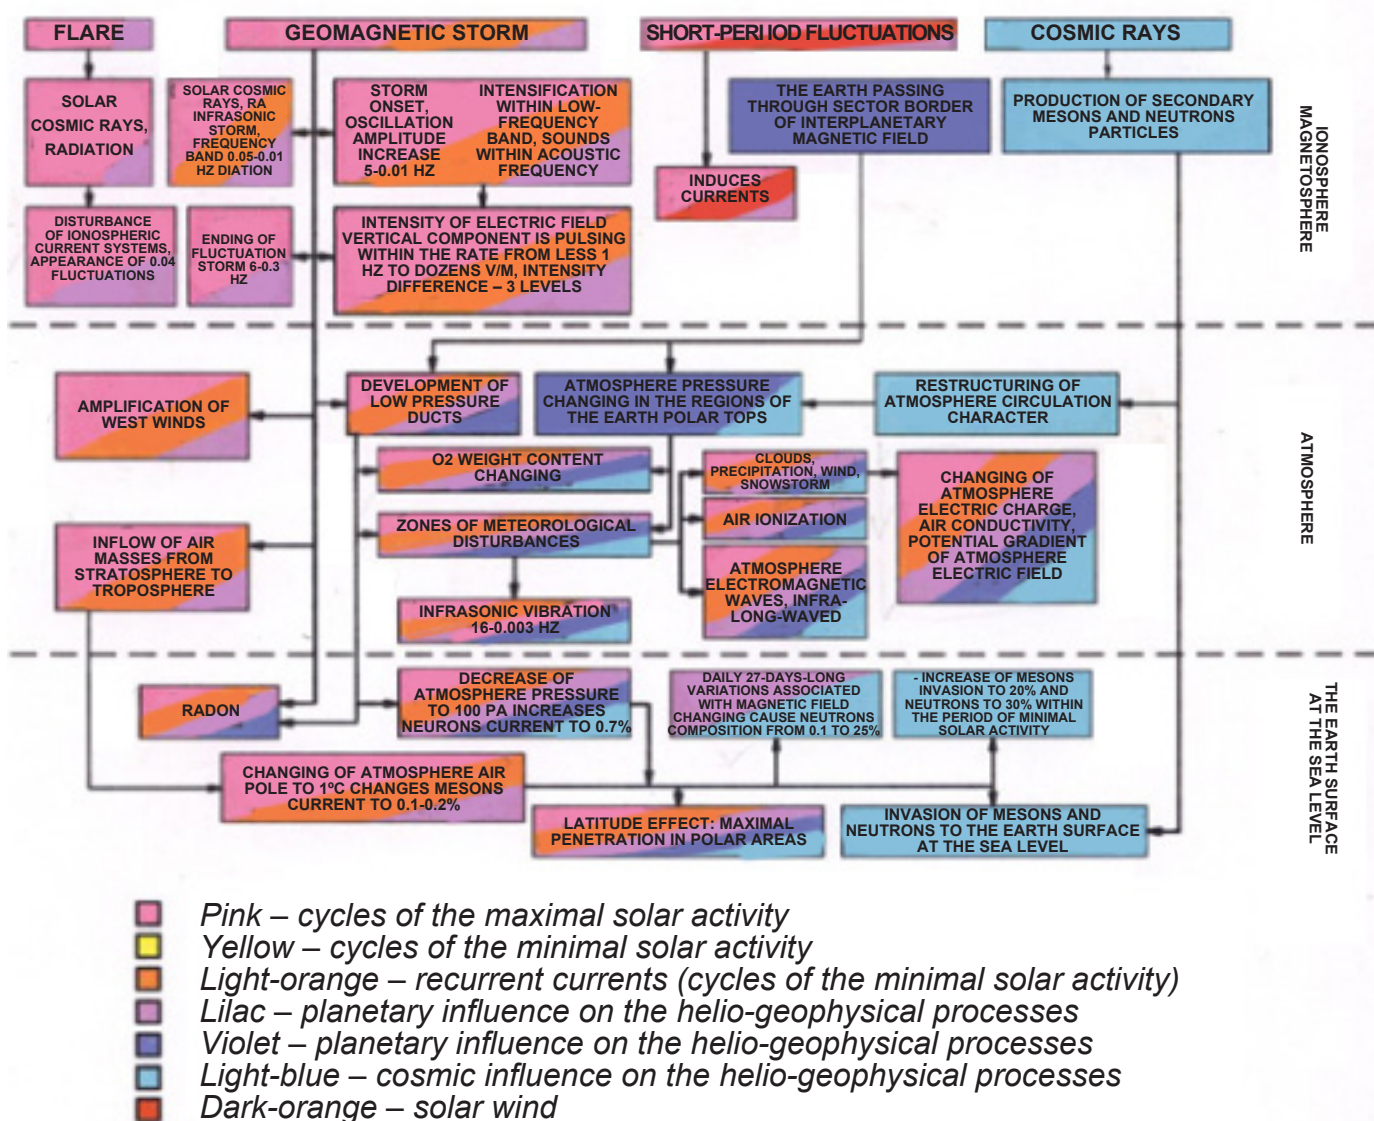 FLARE
GEOMAGNETIC STORM
SHORT-PERI IOD FLUCTUATIONS
COSMIC RAYS
SOLAR
COSMIC RAYS,
RADIATION
SOLAR COSMIC
RAYS, RA
INFRASONIC
STORM,
FREQUENCY
BAND 0.05-0.01
HZ DIATION
STORM
ONSET,
OSCILLATION
AMPLITUDE
INCREASE
5-0.01 HZ
INTENSIFICATION
WITHIN LOW-
FREQUENCY
BAND, SOUNDS
WITHIN ACOUSTIC
FREQUENCY
THE EARTH PASSING
THROUGH SECTOR BORDER
OF INTERPLANETARY
MAGNETIC FIELD
PRODUCTION OF SECONDARY
MESONS AND NEUTRONS
PARTICLES
IONOSPHERE
MAGNETOSPHERE
INDUCES
CURRENTS
DISTURBANCE
OF IONOSPHERIC
CURRENT SYSTEMS,
APPEARANCE OF 0.04
FLUCTUATIONS
ENDING OF
FLUCTUATION
STORM 6-0.3
HZ
INTENSITY OF ELECTRIC FIELD
VERTICAL COMPONENT IS PULSING
WITHIN THE RATE FROM LESS 1
HZ TO DOZENS V/M, INTENSITY
DIFFERENCE – 3 LEVELS
AMPLIFICATION OF
WEST WINDS
DEVELOPMENT OF
LOW PRESSURE
DUCTS
ATMOSPHERE PRESSURE
CHANGING IN THE REGIONS OF
THE EARTH POLAR TOPS
RESTRUCTURING OF
ATMOSPHERE CIRCULATION
CHARACTER
ATMOSPHERE
O2 WEIGHT CONTENT
CHANGING
CLOUDS,
PRECIPITATION, WIND,
SNOWSTORM
CHANGING OF
ATMOSPHERE
ELECTRIC CHARGE,
AIR CONDUCTIVITY,
POTENTIAL GRADIENT
OF ATMOSPHERE
ELECTRIC FIELD
INFLOW OF AIR
MASSES FROM
STRATOSPHERE TO
TROPOSPHERE
ZONES OF METEOROLOGICAL
DISTURBANCES
AIR IONIZATION
ATMOSPHERE
ELECTROMAGNETIC
WAVES, INFRA-
LONG-WAVED
INFRASONIC VIBRATION
16-0.003 HZ
RADON
DECREASE OF
ATMOSPHERE PRESSURE
TO 100 PA INCREASES
NEURONS CURRENT TO 0.7%
DAILY 27-DAYS-LONG
VARIATIONS ASSOCIATED
WITH MAGNETIC FIELD
CHANGING CAUSE NEUTRONS
COMPOSITION FROM 0.1 TO 25%
- INCREASE OF MESONS
INVASION TO 20% AND
NEUTRONS TO 30% WITHIN
THE PERIOD OF MINIMAL
SOLAR ACTIVITY
THE EARTH SURFACE
AT THE SEA LEVEL
CHANGING OF ATMOSPHERE AIR
POLE TO 1ºC CHANGES MESONS
CURRENT TO 0.1-0.2%
LATITUDE EFFECT: MAXIMAL
PENETRATION IN POLAR AREAS
INVASION OF MESONS AND
NEUTRONS TO THE EARTH SURFACE
AT THE SEA LEVEL
Pink – cycles of the maximal solar activity
Yellow – cycles of the minimal solar activity
Light-orange – recurrent currents (cycles of the minimal solar activity)
Lilac – planetary influence on the helio-geophysical processes
Violet – planetary influence on the helio-geophysical processes
Light-blue – cosmic influence on the helio-geophysical processes
Dark-orange – solar wind